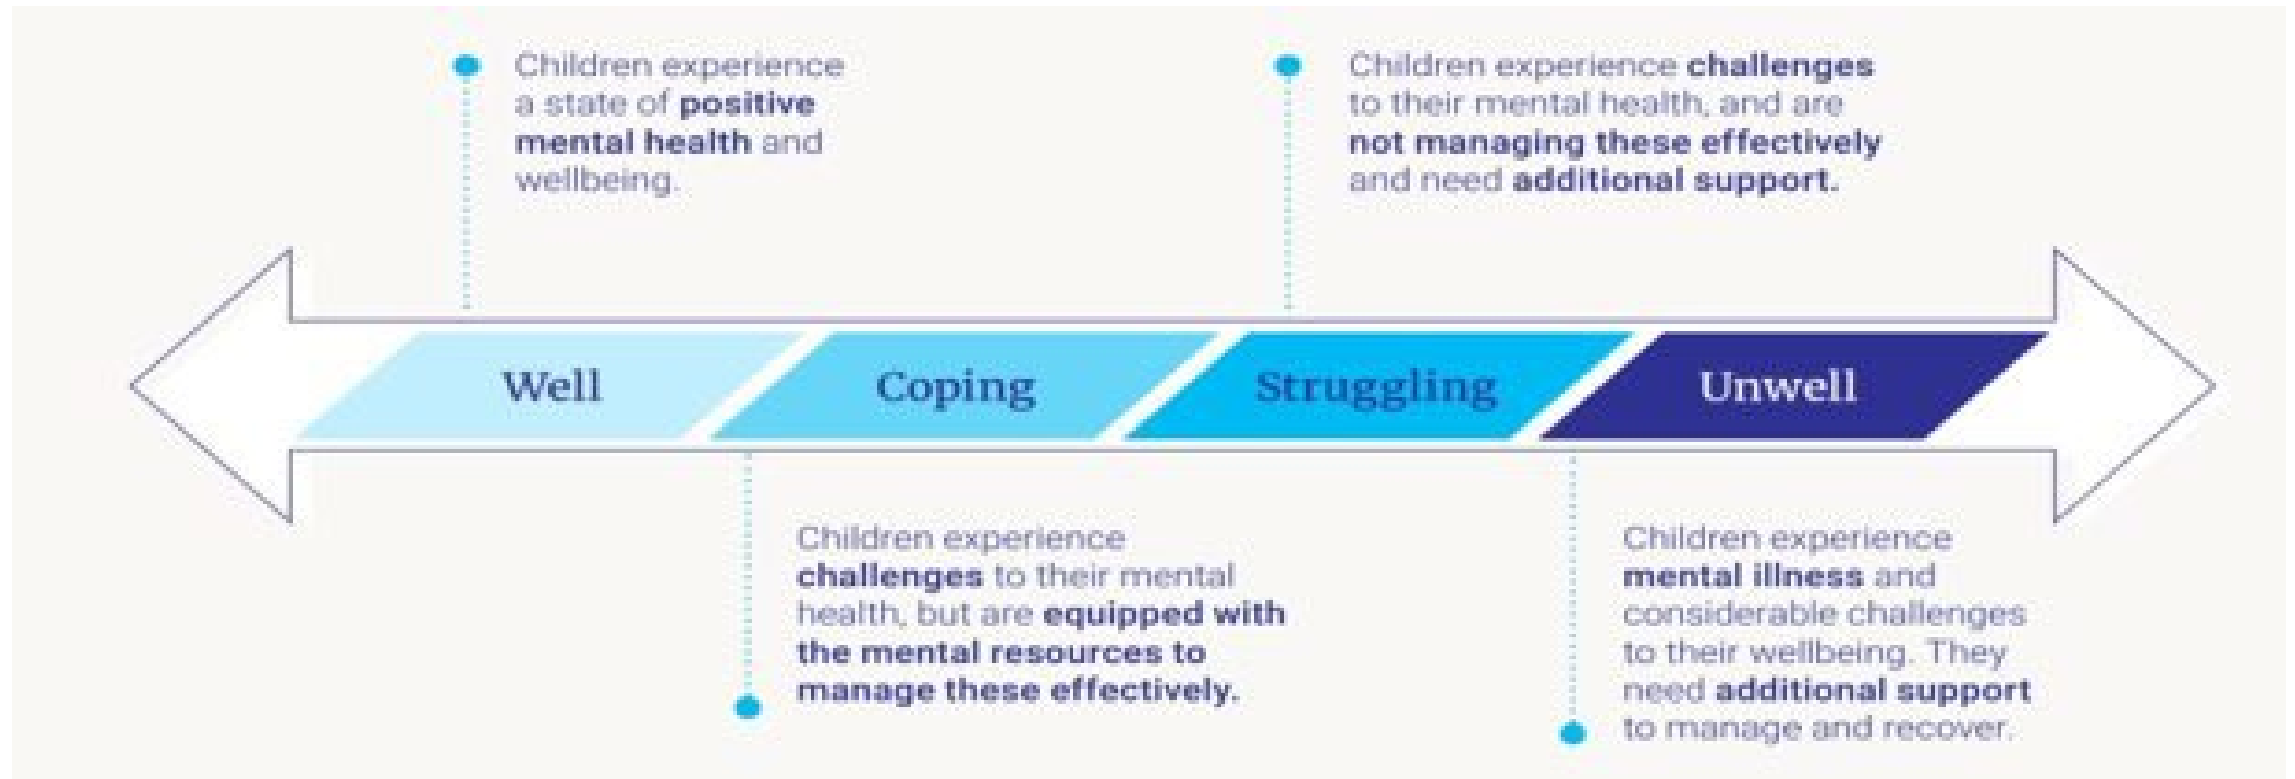 Children experience
a state of positive
mental health and
wellbeing.
Children experience challenges
to their mental health, and are
not managing these effectively
and need additional support.
Well
Coping
Struggling
Unwell
Children experience
challenges to their mental
health, but are equipped with
the mental resources to
manage these effectively.
Children experience
mental illness and
considerable challenges
to their wellbeing. They
need additional support
to manage and recover.